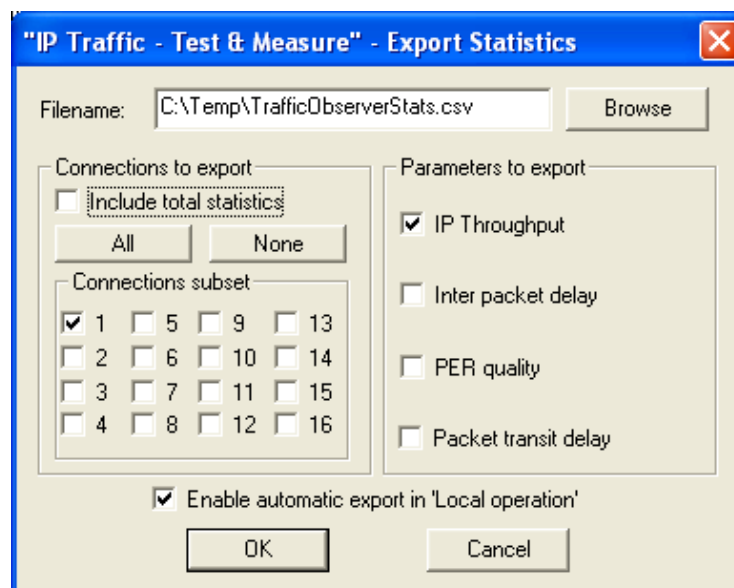 "IP Traffic - Test & Measure" - Export Statistics
Filename: C:\Temp\TrafficObserverStats.csv Browse
Connections to export
Include total statistics
All None
Connections subset
1 5 9 13
2 6 10 14
3 7 11 15
4 8 12 16
Parameters to export
IP Throughput
Inter packet delay
PER quality
Packet transit delay
Enable automatic export in 'Local operation'
OK Cancel